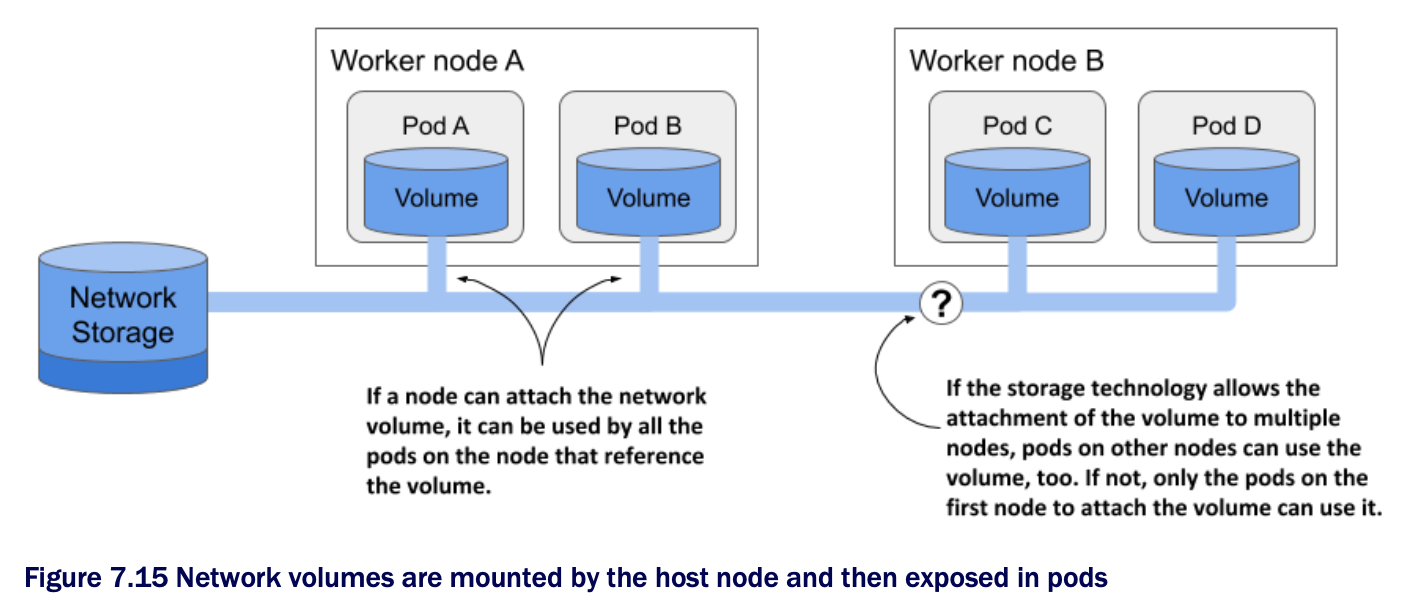 Worker node A
Worker node B
Pod A
Pod B
Pod C
Pod D
Volume
Volume
Volume
Volume
Network
Storage
?
If a node can attach the network
volume, it can be used by all the
pods on the node that reference
the volume.
If the storage technology allows the
attachment of the volume to multiple
nodes, pods on other nodes can use the
volume, too. If not, only the pods on the
first node to attach the volume can use it.
Figure 7.15 Network volumes are mounted by the host node and then exposed in pods